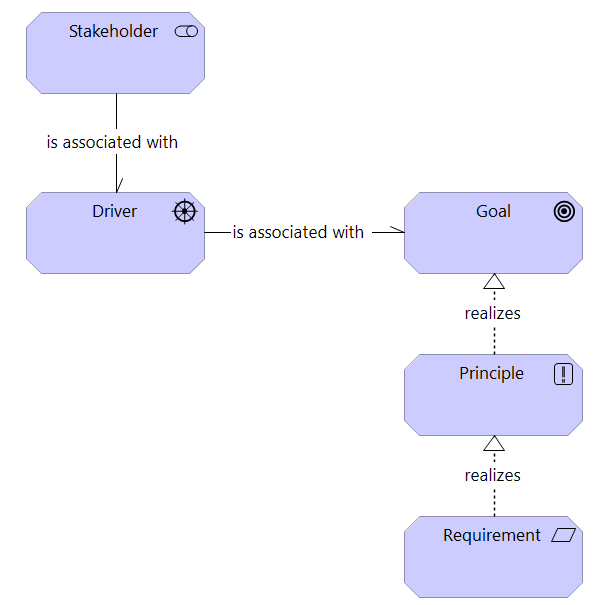 Stakeholder
is associated with
Driver
is associated with
Goal
realizes
Principle
realizes
Requirement